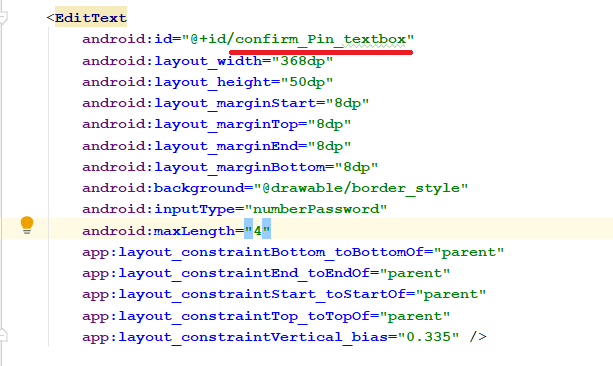 <EditText
android:id="@+id/confirm_Pin_textbox"
android:layout_width="368dp"
android:layout_height="50dp"
android:layout_marginStart="8dp"
android:layout_marginTop="8dp"
android:layout_marginEnd="8dp"
android:layout_marginBottom="8dp"
android:background="@drawable/border_style"
android:inputType="numberPassword"
android:maxLength="4"
app:layout_constraintBottom_toBottomOf="parent"
app:layout_constraintEnd_toEndOf="parent"
app:layout_constraintStart_toStartOf="parent"
app:layout_constraintTop_toTopOf="parent"
app:layout_constraintVertical_bias="0.335" />